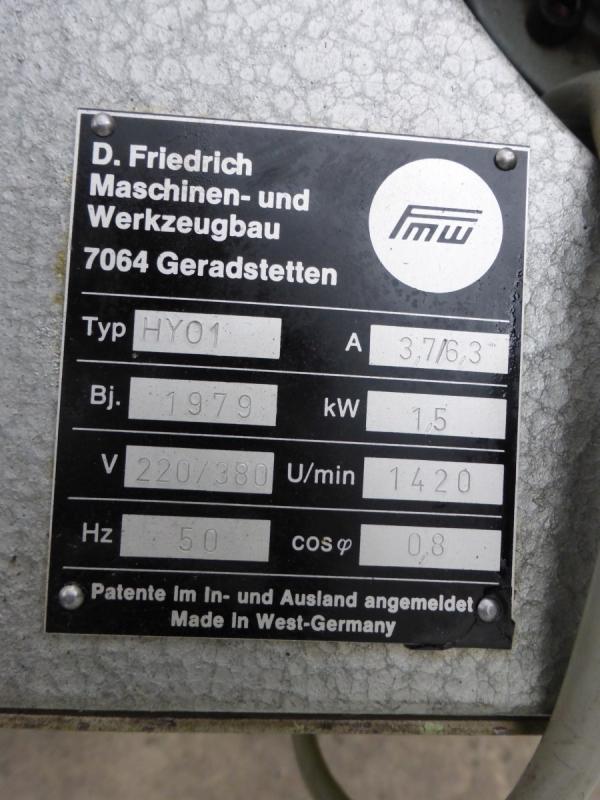 D. Friedrich
Maschinen- und
Werkzeugbau
7064 Geradstetten
FMW
Typ HY01 A 3,7/6,3
Bj. 1979 kW 1,5
V 220/380 U/min 1420
Hz 50 cos φ 0,8
Patente im In- und Ausland angemeldet
Made in West-Germany